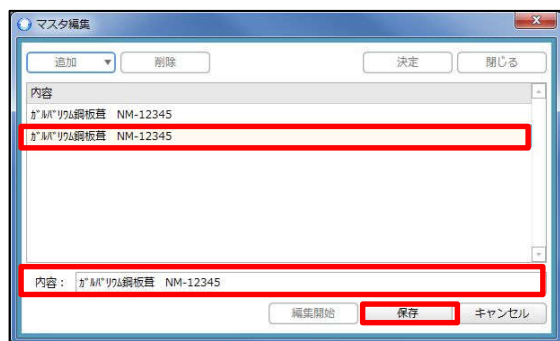 マスタ編集
追加 ▼ 削除 決定 閉じる
内容
ｶﾞﾙﾊﾞﾘｳﾑ鋼板葺 NM-12345
ｶﾞﾙﾊﾞﾘｳﾑ鋼板葺 NM-12345
内容： ｶﾞﾙﾊﾞﾘｳﾑ鋼板葺 NM-12345
編集開始 保存 キャンセル